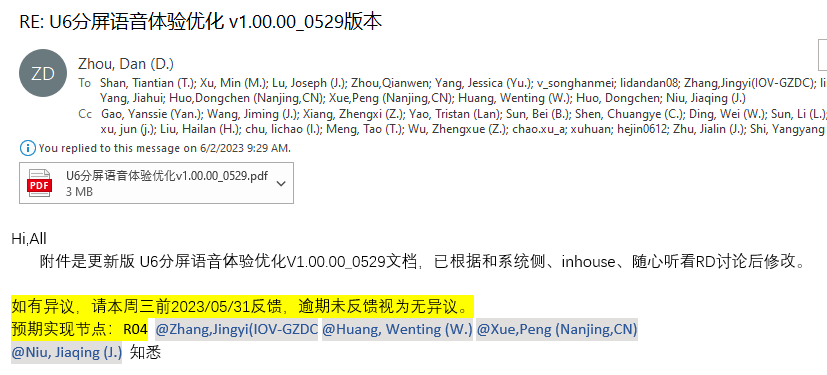 RE: U6分屏语音体验优化 v1.00.00_0529版本
ZD
Zhou, Dan (D.)
To Shan, Tiantian (T.); Xu, Min (M.); Lu, Joseph (J.); Zhou,Qianwen; Yang, Jessica (Yu.); v_songhanmei; lidandan08; Zhang,Jingyi(IOV-GZDC); li
Yang, Jiahui; Huo,Dongchen (Nanjing,CN); Xue,Peng (Nanjing,CN); Huang, Wenting (W.); Huo, Dongchen; Niu, Jiaqing (J.)
Cc Gao, Yanssie (Yan.); Wang, Jiming (J.); Xiang, Zhengxi (Z.); Yao, Tristan (Lan); Sun, Bei (B.); Shen, Chuangye (C.); Ding, Wei (W.); Sun, Li (L.);
xu, jun (j.); Liu, Hailan (H.); chu, lichao (l.); Meng, Tao (T.); Wu, Zhengxue (Z.); chao.xu_a; xuhuan; hejin0612; Zhu, Jialin (J.); Shi, Yangyang
You replied to this message on 6/2/2023 9:29 AM.
PDF
U6分屏语音体验优化v1.00.00_0529.pdf
3 MB
Hi,All
附件是更新版 U6分屏语音体验优化V1.00.00_0529文档，已根据和系统侧、inhouse、随心听看RD讨论后修改。
如有异议，请本周三前2023/05/31反馈，逾期未反馈视为无异议。
预期实现节点：R04 @Zhang,Jingyi(IOV-GZDC @Huang, Wenting (W.) @Xue,Peng (Nanjing,CN)
@Niu, Jiaqing (J.) 知悉